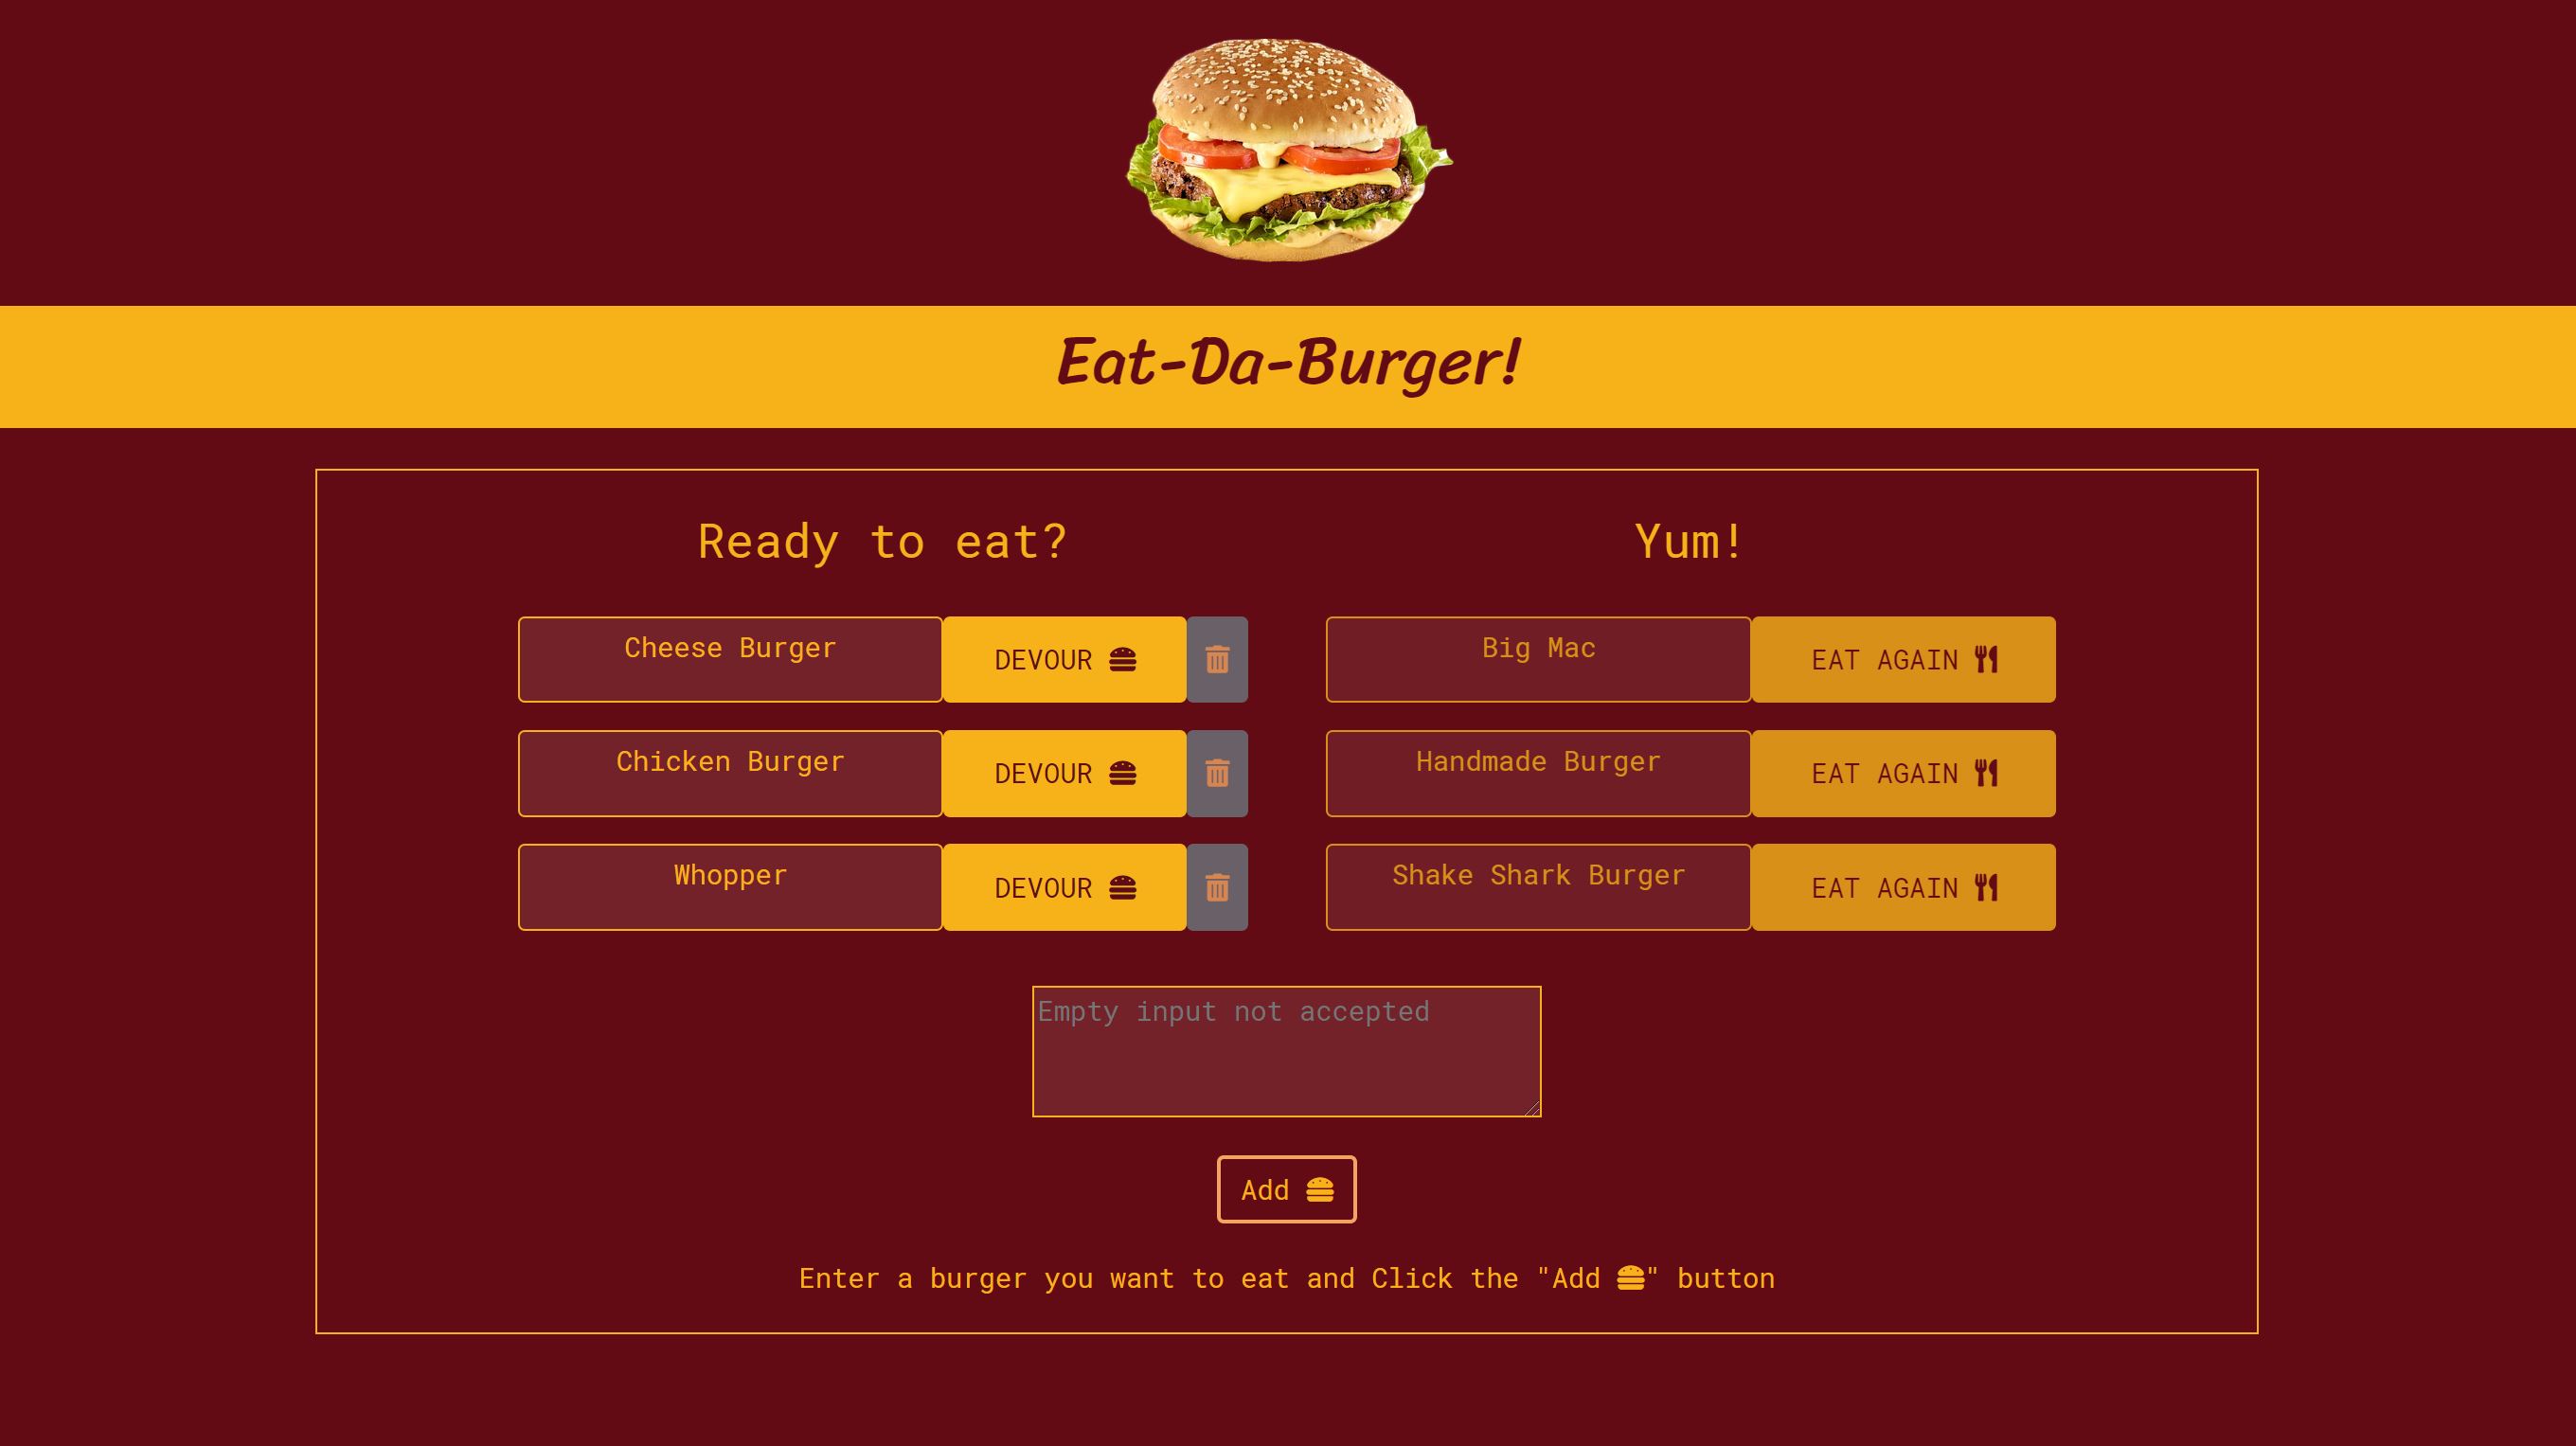 Eat-Da-Burger!
Ready to eat?
Cheese Burger
DEVOUR
Chicken Burger
DEVOUR
Whopper
DEVOUR
Yum!
Big Mac
EAT AGAIN
Handmade Burger
EAT AGAIN
Shake Shark Burger
EAT AGAIN
Empty input not accepted
Add
Enter a burger you want to eat and Click the "Add " button